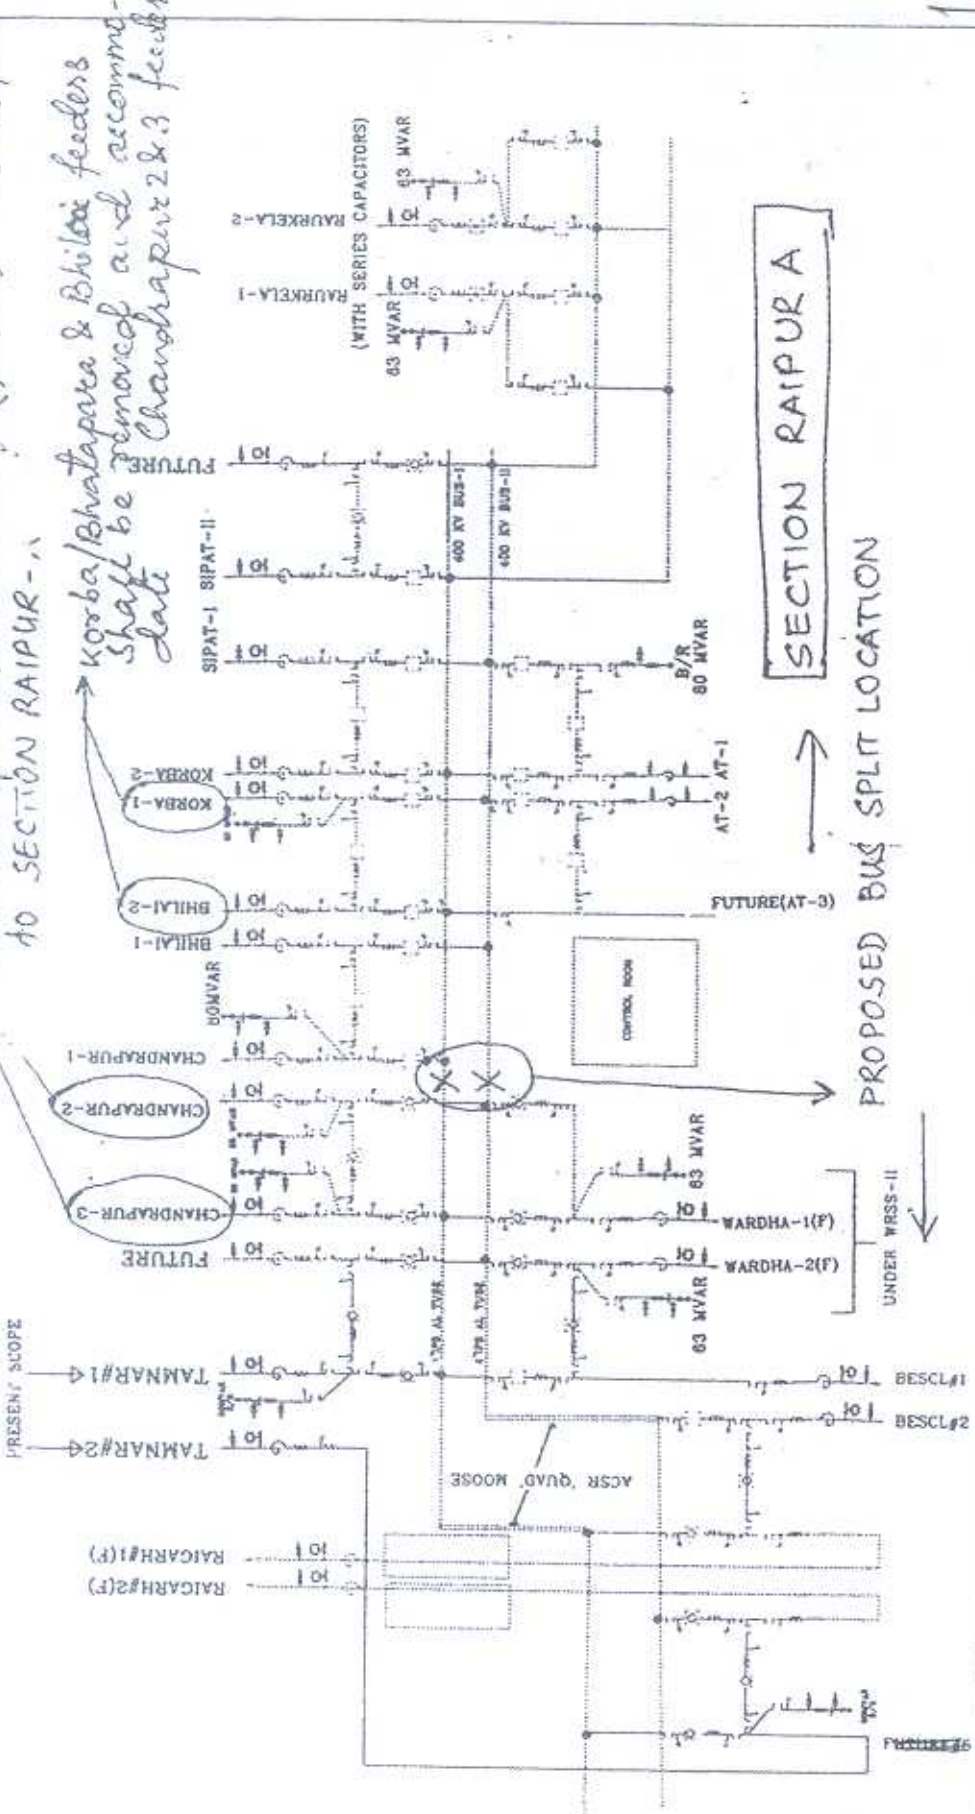 to SECTION RAIPUR-
Korba/Bhatapara & Bhilai feeders
shall be removed and accommo-
date Chandrapur 2 & 3 feeders
PRESENT SCOPE
TAMNAR#2
TAMNAR#1
FUTURE
CHANDRAPUR-3
CHANDRAPUR-2
CHANDRAPUR-1
80MVAR
BHILAI-1
BHILAI-2
KORBA-1
KORBA-2
SIPAT-I
SIPAT-II
FUTURE
RAURKELA-1
RAURKELA-2
(WITH SERIES CAPACITORS)
63 MVAR
63 MVAR
RAIGARH#1(F)
RAIGARH#2(F)
ACSR 'QUAD' MOOSE
400 KV BUS-I
400 KV BUS-II
B/R
80 MVAR
AT-1
AT-2
FUTURE(AT-3)
CONTROL ROOM
63 MVAR
WARDHA-1(F)
WARDHA-2(F)
63 MVAR
UNDER WRSS-II
BESCL#1
BESCL#2
PROPOSED BUS SPLIT LOCATION
SECTION RAIPUR A